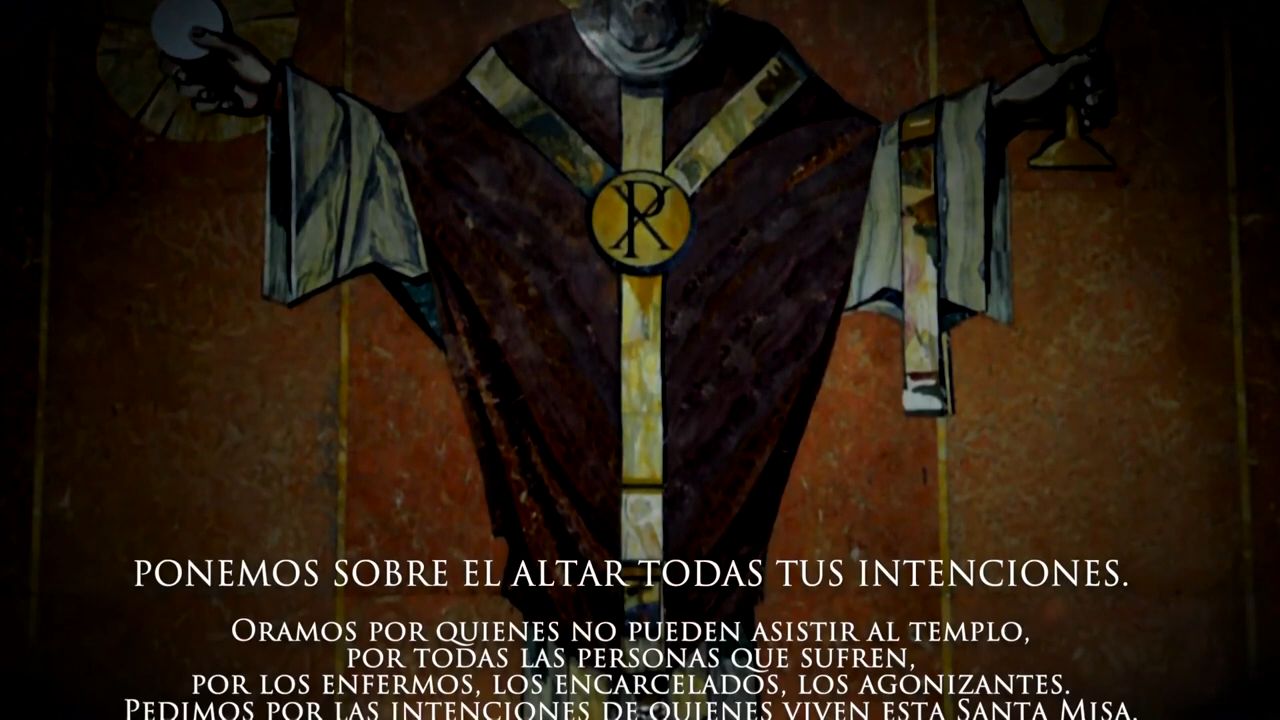 PONEMOS SOBRE EL ALTAR TODAS TUS INTENCIONES.
ORAMOS POR QUIENES NO PUEDEN ASISTIR AL TEMPLO,
POR TODAS LAS PERSONAS QUE SUFREN,
POR LOS ENFERMOS, LOS ENCARCELADOS, LOS AGONIZANTES.
PEDIMOS POR LAS INTENCIONES DE QUIENES VIVEN ESTA SANTA MISA.